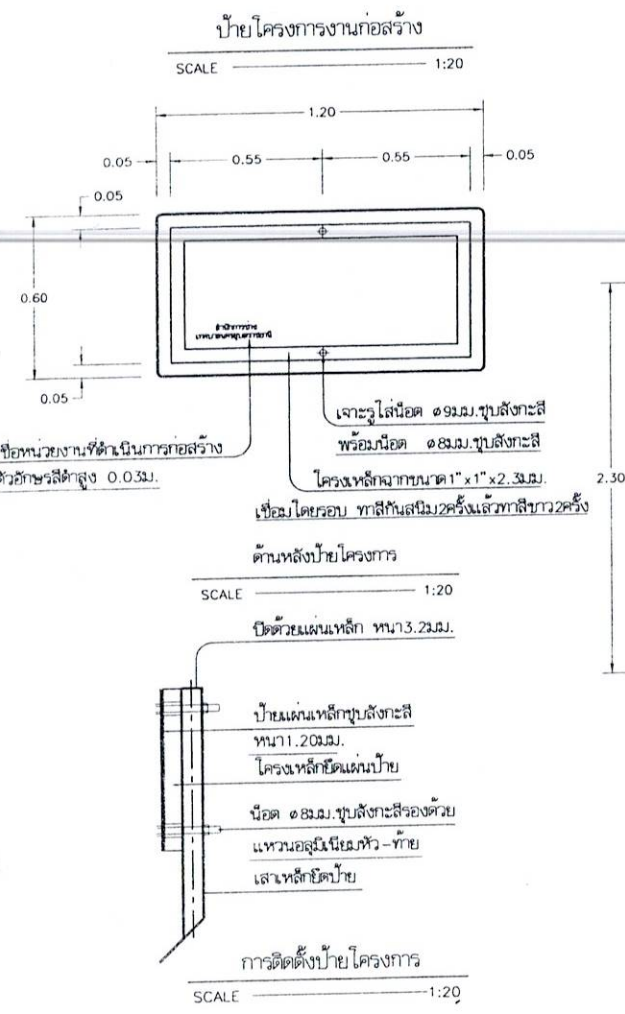 ป้ายโครงการงานก่อสร้าง
SCALE 1:20
1.20
0.05 0.55 0.55 0.05
0.05
0.60
0.05
2.30
สำนักการช่าง
เจาะรูใส่น๊อต ø9มม.ชุบสังกะสี
พร้อมน๊อต ø8มม.ชุบสังกะสี
ชื่อหน่วยงานที่ดำเนินการก่อสร้าง
ตัวอักษรสีดำสูง 0.03ม.
โครงเหล็กฉากขนาด1"x1"x2.3มม.
เชื่อมโดยรอบ ทาสีกันสนิม2ครั้งแล้วทาสีขาว2ครั้ง
ด้านหลังป้ายโครงการ
SCALE 1:20
ปิดด้วยแผ่นเหล็ก หนา3.2มม.
ป้ายแผ่นเหล็กชุบสังกะสี
หนา1.20มม.
โครงเหล็กยึดแผ่นป้าย
น๊อต ø8มม.ชุบสังกะสีรองด้วย
แหวนอลูมิเนียมหัว-ท้าย
เสาเหล็กยึดป้าย
การติดตั้งป้ายโครงการ
SCALE 1:20